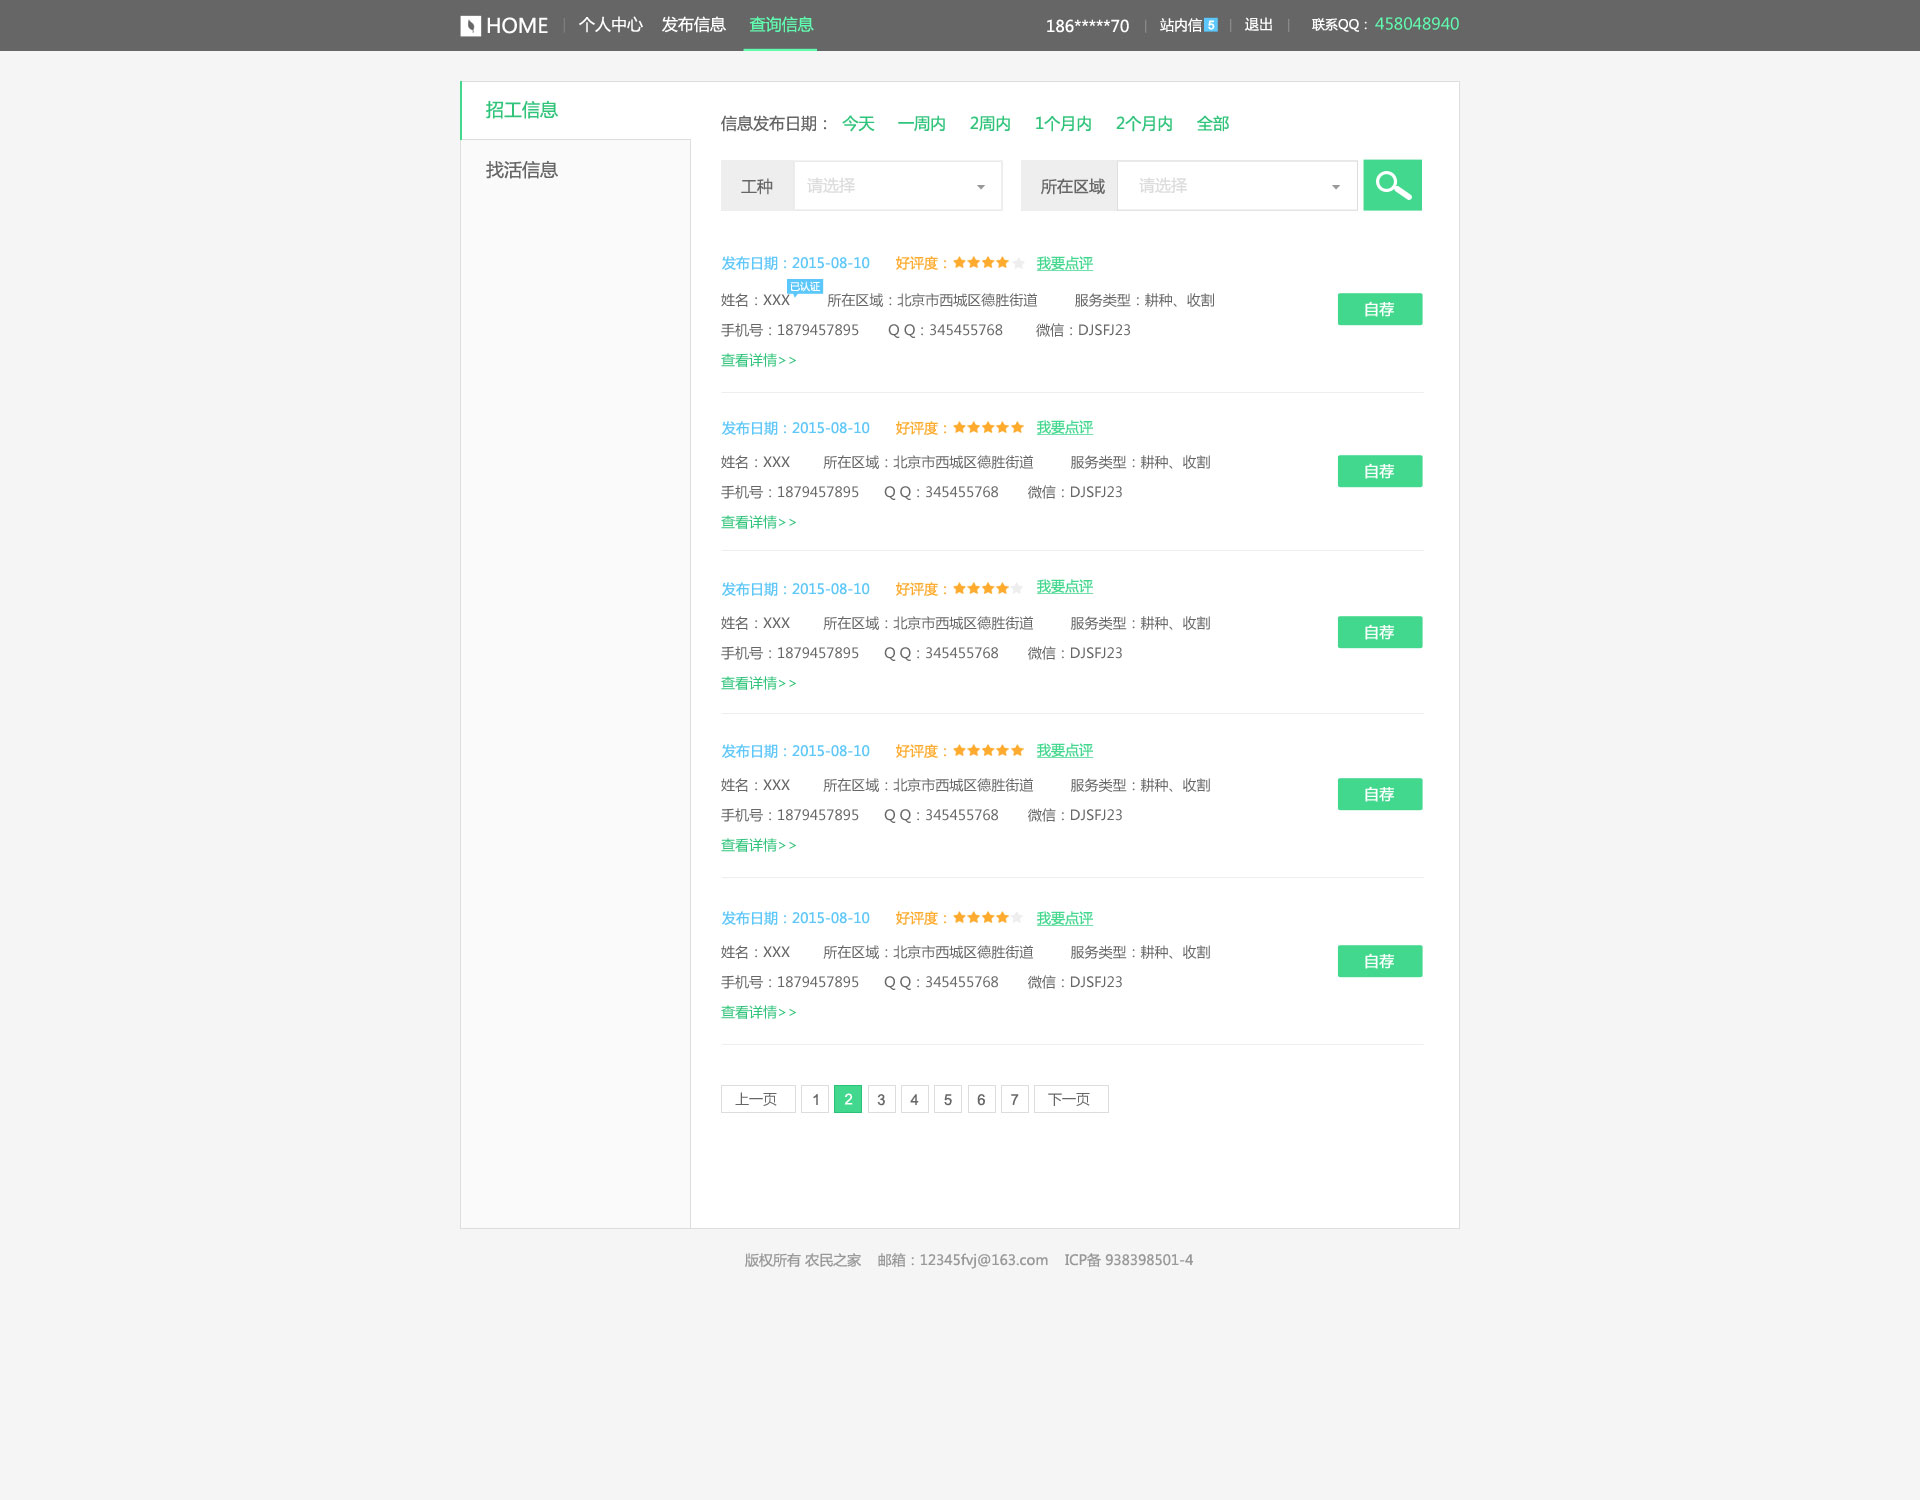 HOME 个人中心 发布信息 查询信息 186*****70 站内信 5 退出 联系QQ：458048940
招工信息
找活信息
信息发布日期： 今天 一周内 2周内 1个月内 2个月内 全部
工种 请选择 所在区域 请选择
发布日期：2015-08-10 好评度： 我要点评
已认证
姓名：XXX 所在区域：北京市西城区德胜街道 服务类型：耕种、收割
自荐
手机号：1879457895 Q Q：345455768 微信：DJSFJ23
查看详情>>
发布日期：2015-08-10 好评度： 我要点评
姓名：XXX 所在区域：北京市西城区德胜街道 服务类型：耕种、收割
自荐
手机号：1879457895 Q Q：345455768 微信：DJSFJ23
查看详情>>
发布日期：2015-08-10 好评度： 我要点评
姓名：XXX 所在区域：北京市西城区德胜街道 服务类型：耕种、收割
自荐
手机号：1879457895 Q Q：345455768 微信：DJSFJ23
查看详情>>
发布日期：2015-08-10 好评度： 我要点评
姓名：XXX 所在区域：北京市西城区德胜街道 服务类型：耕种、收割
自荐
手机号：1879457895 Q Q：345455768 微信：DJSFJ23
查看详情>>
发布日期：2015-08-10 好评度： 我要点评
姓名：XXX 所在区域：北京市西城区德胜街道 服务类型：耕种、收割
自荐
手机号：1879457895 Q Q：345455768 微信：DJSFJ23
查看详情>>
上一页 1 2 3 4 5 6 7 下一页
版权所有 农民之家 邮箱：12345fvj@163.com ICP备 938398501-4